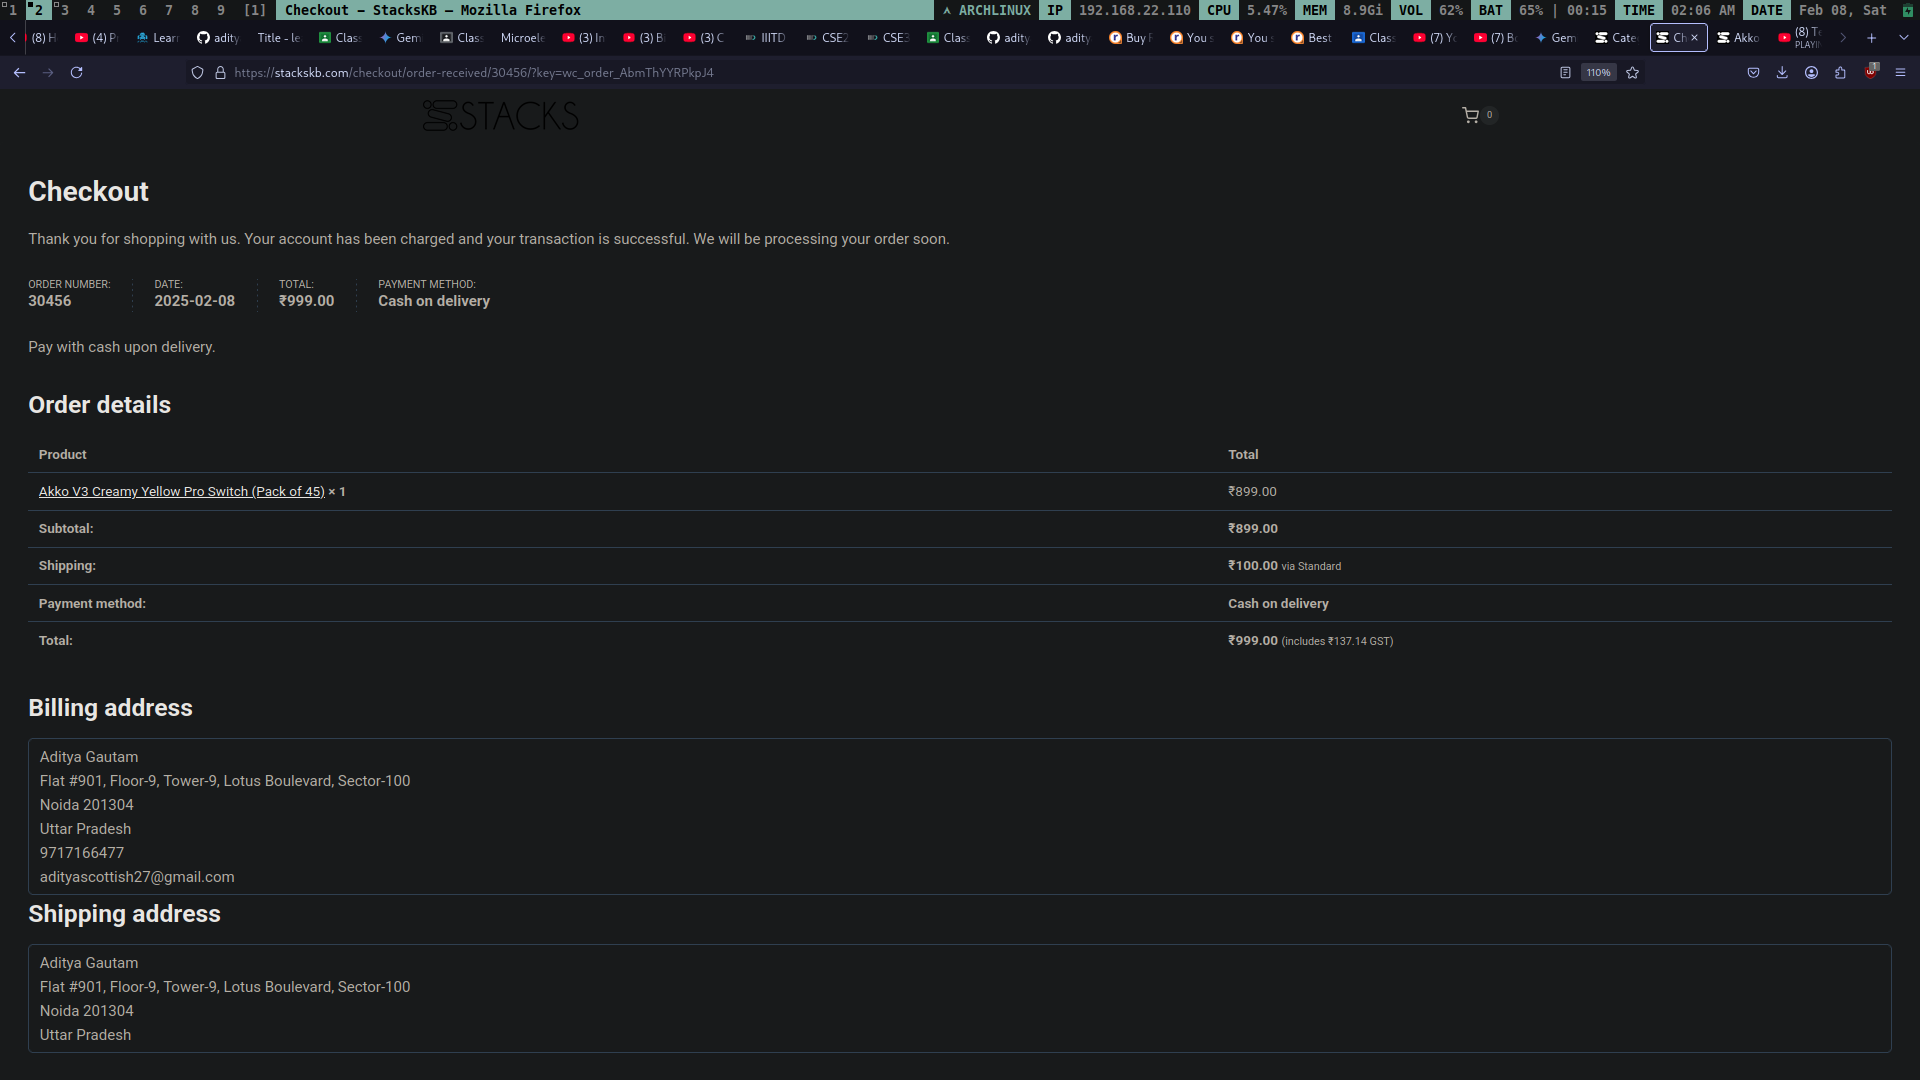 1 2 3 4 5 6 7 8 9 [1] Checkout — StacksKB — Mozilla Firefox ARCHLINUX IP 192.168.22.110 CPU 5.47% MEM 8.9Gi VOL 62% BAT 65% | 00:15 TIME 02:06 AM DATE Feb 08, Sat
(8) H (4) P Learn adity Title - le Class Gem Class Microele (3) In (3) B (3) C IIITD CSE2 CSE3 Class adity adity Buy You You Best Class (7) Y (7) B Gem Cate Ch Akko (8) T
PLAYI
https://stackskb.com/checkout/order-received/30456/?key=wc_order_AbmThYYRPkpJ4 110% 1
STACKS 0
Checkout
Thank you for shopping with us. Your account has been charged and your transaction is successful. We will be processing your order soon.
ORDER NUMBER: DATE: TOTAL: PAYMENT METHOD:
30456 2025-02-08 ₹999.00 Cash on delivery
Pay with cash upon delivery.
Order details
Product Total
Akko V3 Creamy Yellow Pro Switch (Pack of 45) × 1 ₹899.00
Subtotal: ₹899.00
Shipping: ₹100.00 via Standard
Payment method: Cash on delivery
Total: ₹999.00 (includes ₹137.14 GST)
Billing address
Aditya Gautam
Flat #901, Floor-9, Tower-9, Lotus Boulevard, Sector-100
Noida 201304
Uttar Pradesh
9717166477
adityascottish27@gmail.com
Shipping address
Aditya Gautam
Flat #901, Floor-9, Tower-9, Lotus Boulevard, Sector-100
Noida 201304
Uttar Pradesh